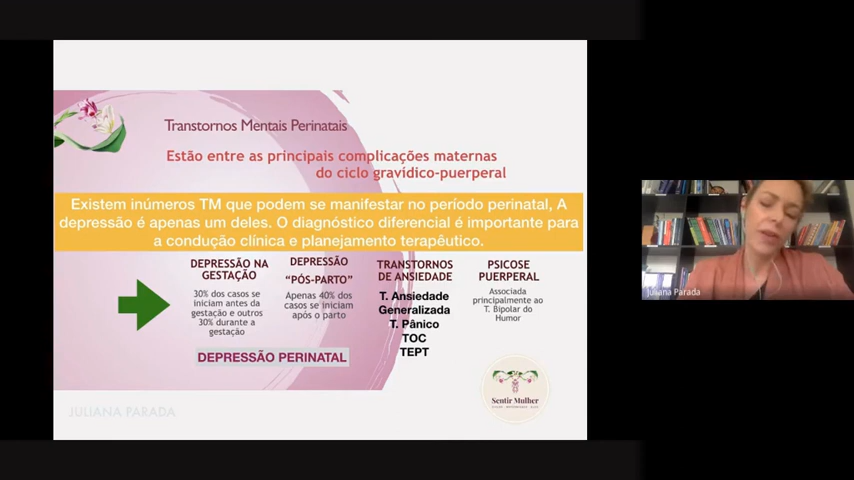 Transtornos Mentais Perinatais
Estão entre as principais complicações maternas
do ciclo gravídico-puerperal
Existem inúmeros TM que podem se manifestar no período perinatal, A
depressão é apenas um deles. O diagnóstico diferencial é importante para
a condução clínica e planejamento terapêutico.
DEPRESSÃO NA
GESTAÇÃO
30% dos casos se
iniciam antes da
gestação e outros
30% durante a
gestação
DEPRESSÃO
“PÓS-PARTO”
Apenas 40% dos
casos se iniciam
após o parto
DEPRESSÃO PERINATAL
TRANSTORNOS
DE ANSIEDADE
T. Ansiedade
Generalizada
T. Pânico
TOC
TEPT
PSICOSE
PUERPERAL
Associada
principalmente ao
T. Bipolar do
Humor
Sentir Mulher
JULIANA PARADA
Juliana Parada